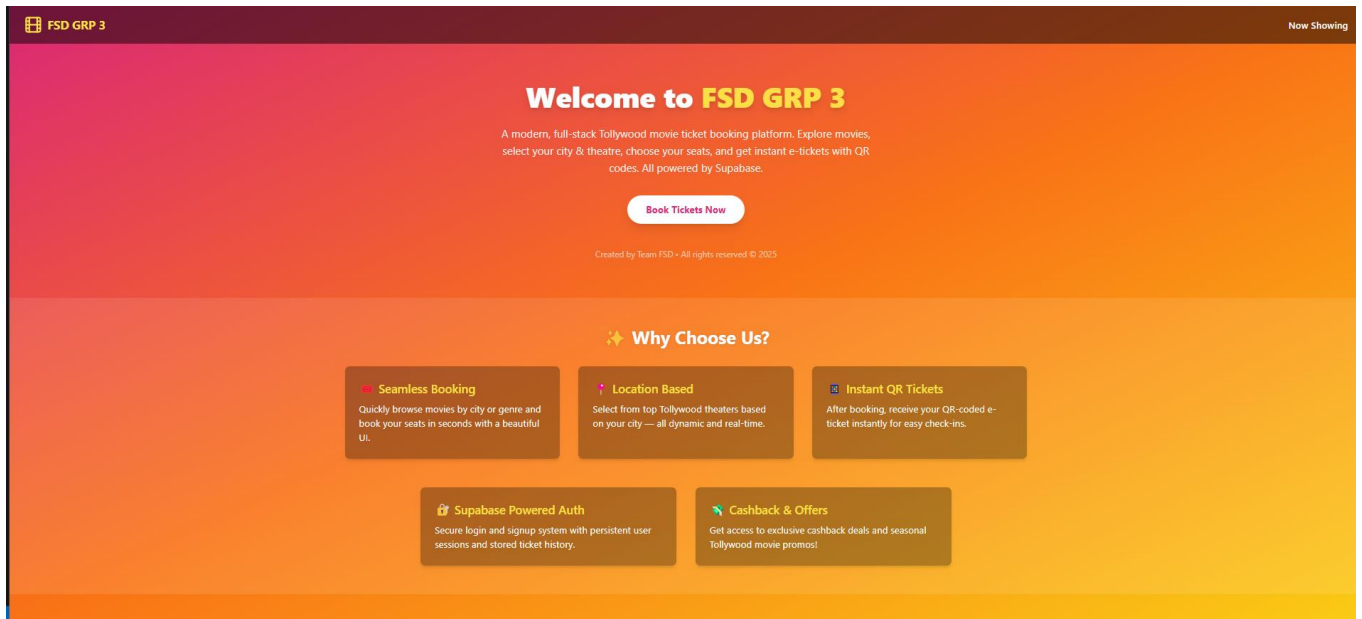 FSD GRP 3
Now Showing
Welcome to FSD GRP 3
A modern, full-stack Tollywood movie ticket booking platform. Explore movies,
select your city & theatre, choose your seats, and get instant e-tickets with QR
codes. All powered by Supabase.
Book Tickets Now
Created by Team FSD • All rights reserved © 2025
✨ Why Choose Us?
Seamless Booking
Quickly browse movies by city or genre and
book your seats in seconds with a beautiful
UI.
Location Based
Select from top Tollywood theaters based
on your city — all dynamic and real-time.
Instant QR Tickets
After booking, receive your QR-coded e-
ticket instantly for easy check-ins.
Supabase Powered Auth
Secure login and signup system with persistent user
sessions and stored ticket history.
Cashback & Offers
Get access to exclusive cashback deals and seasonal
Tollywood movie promos!